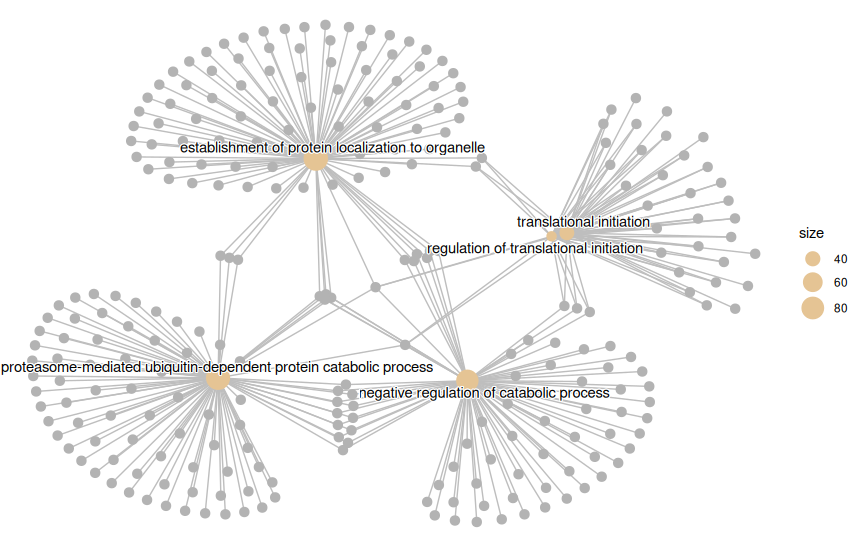 establishment of protein localization to organelle
translational initiation
size
regulation of translational initiation
40
60
80
proteasome-mediated ubiquitin-dependent protein catabolic process
negative regulation of catabolic process